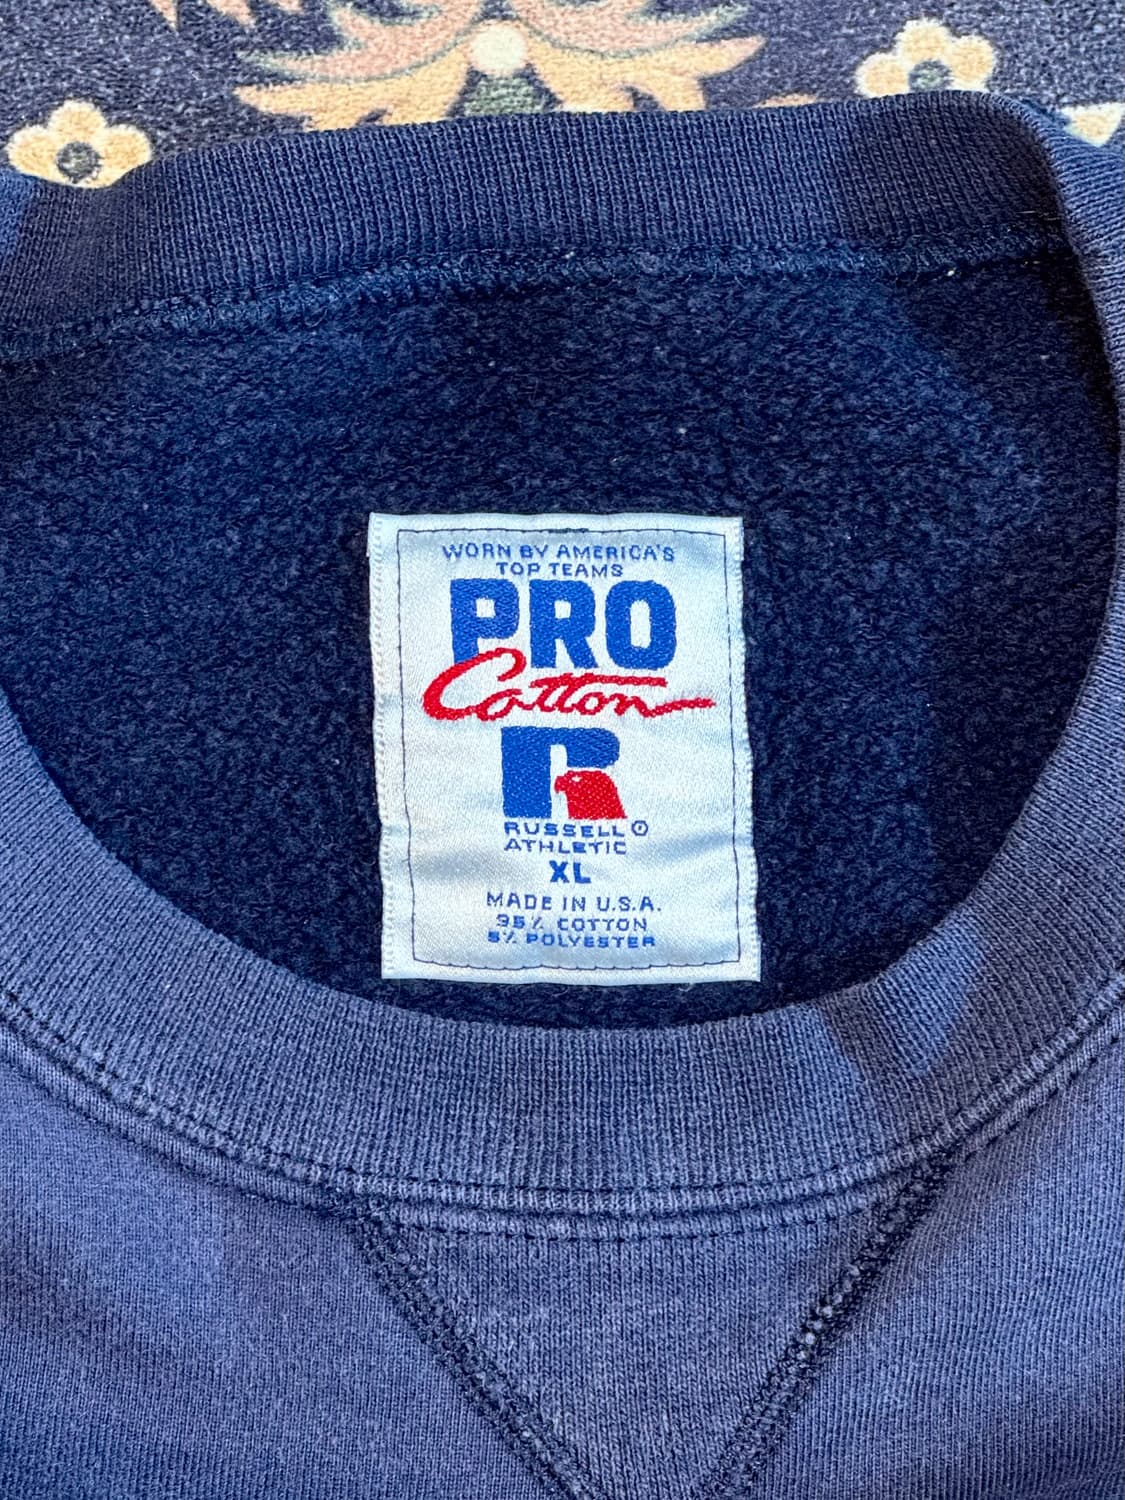 WORN BY AMERICA'S
TOP TEAMS
PRO
Cotton
R
RUSSELL ®
ATHLETIC
XL
MADE IN U.S.A.
95% COTTON
5% POLYESTER